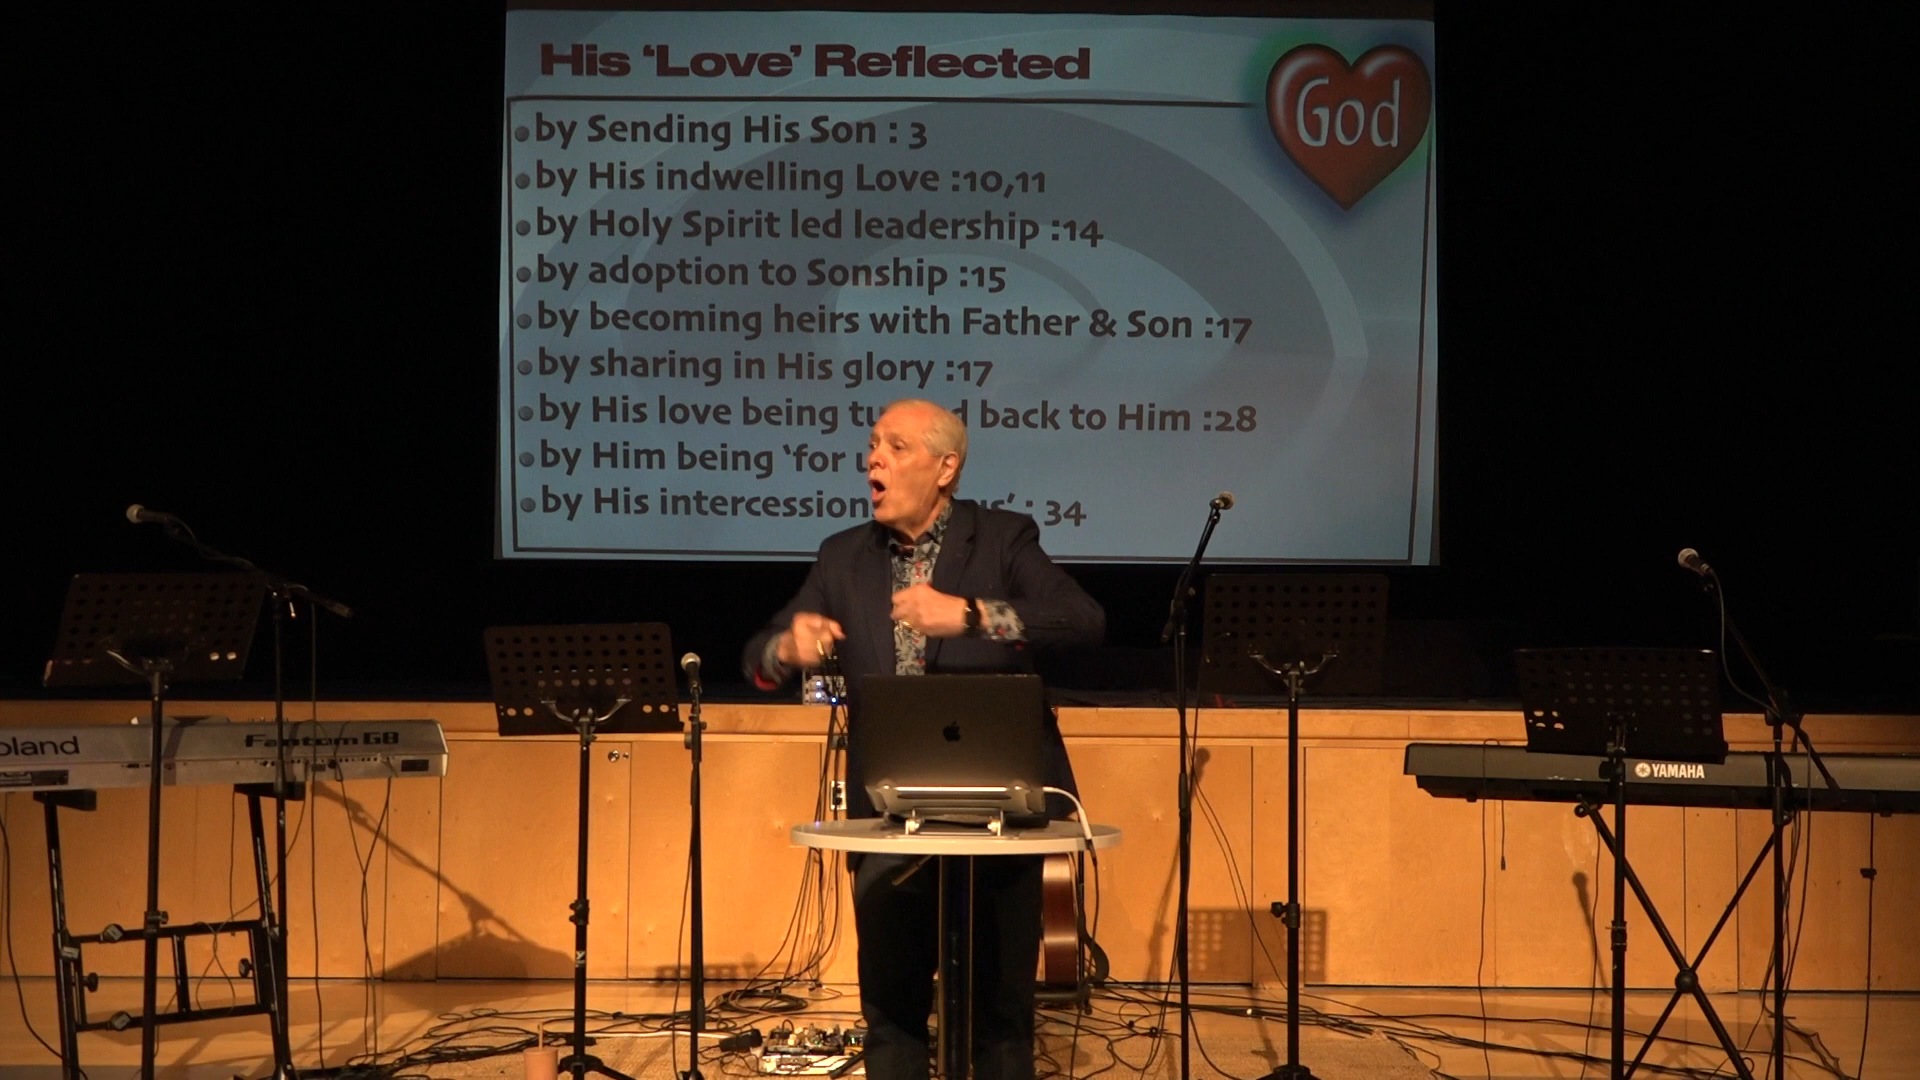 His ‘Love’ Reflected
God
by Sending His Son : 3
by His indwelling Love :10,11
by Holy Spirit led leadership :14
by adoption to Sonship :15
by becoming heirs with Father & Son :17
by sharing in His glory :17
by His love being back to Him :28
by Him being ‘for
by His intercession : 34
oland
Fantom G8
YAMAHA